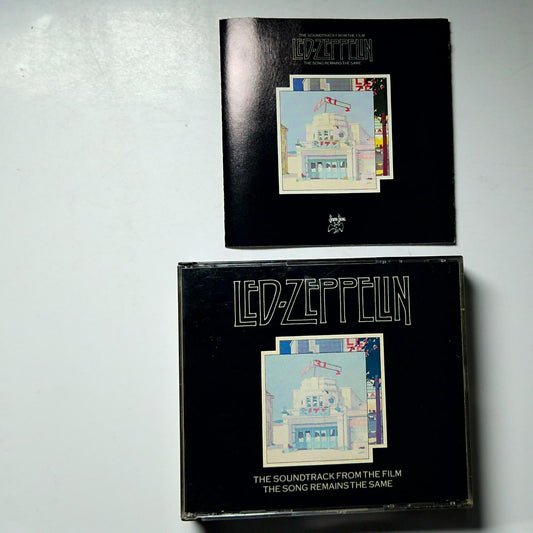 THE SOUNDTRACK FROM THE FILM
LED-ZEPPELIN
THE SONG REMAINS THE SAME
LED-ZEPPELIN
THE SOUNDTRACK FROM THE FILM
THE SONG REMAINS THE SAME